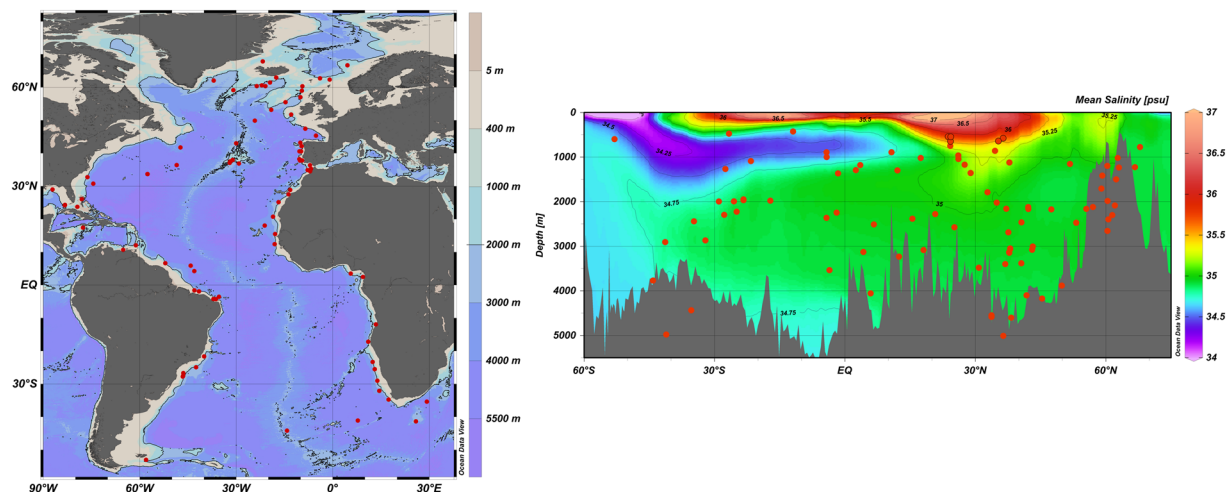 60°N
30°N
EQ
30°S
90°W
60°W
30°W
0°
30°E
5 m
400 m
1000 m
2000 m
3000 m
4000 m
5500 m
Ocean Data View
Mean Salinity [psu]
Depth [m]
0
1000
2000
3000
4000
5000
60°S
30°S
EQ
30°N
60°N
34.5
34.25
34.75
36
36.5
35.5
37
36.5
36
35.25
35.25
35
34.75
Ocean Data View
37
36.5
36
35.5
35
34.5
34